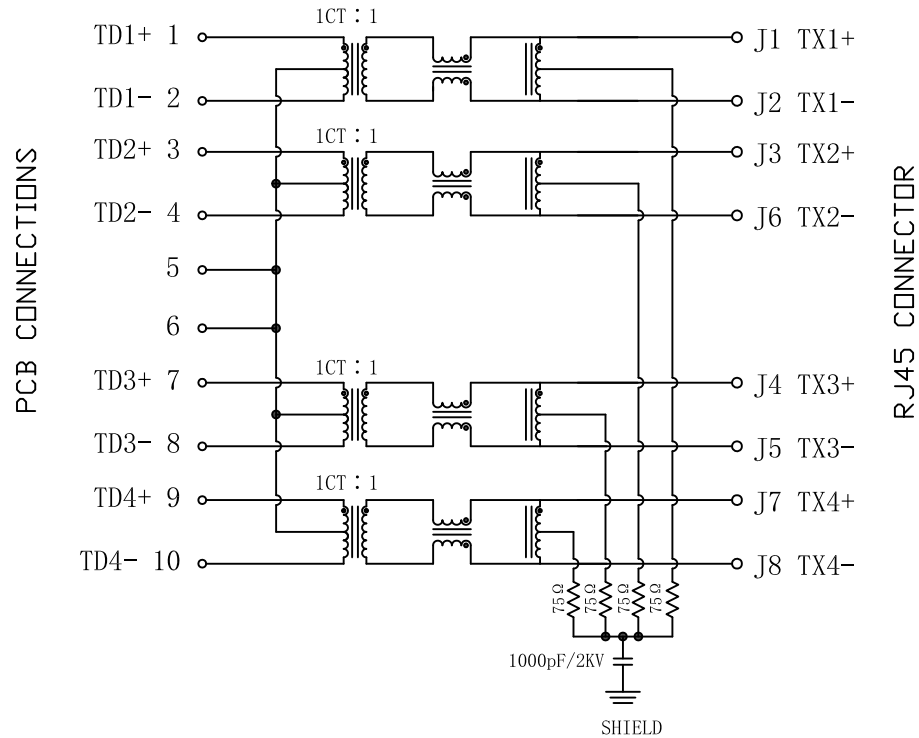 1CT：1
TD1+ 1
J1 TX1+
TD1- 2
J2 TX1-
1CT：1
TD2+ 3
J3 TX2+
TD2- 4
J6 TX2-
5
6
PCB CONNECTIONS
RJ45 CONNECTOR
1CT：1
TD3+ 7
J4 TX3+
TD3- 8
J5 TX3-
1CT：1
TD4+ 9
J7 TX4+
TD4- 10
J8 TX4-
75Ω
75Ω
75Ω
75Ω
1000pF/2KV
SHIELD